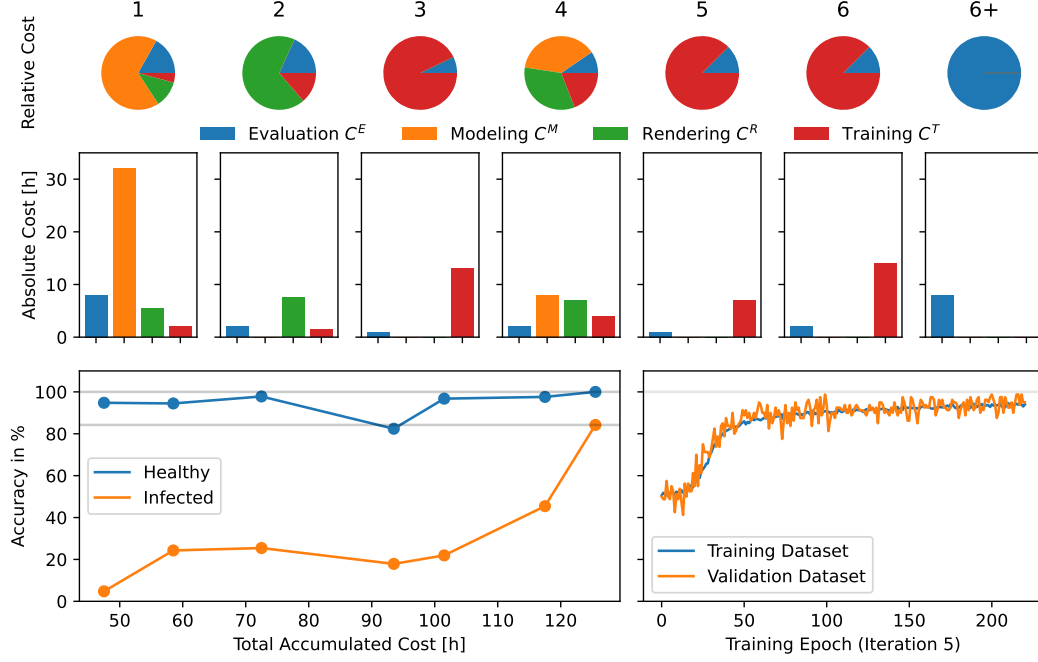 1 2 3 4 5 6 6+
Relative Cost
Evaluation C^E Modeling C^M Rendering C^R Training C^T
Absolute Cost [h]
30
20
10
0
Accuracy in %
100
80
60
40
20
0
Healthy
Infected
50 60 70 80 90 100 110 120
Total Accumulated Cost [h]
Training Dataset
Validation Dataset
0 50 100 150 200
Training Epoch (Iteration 5)